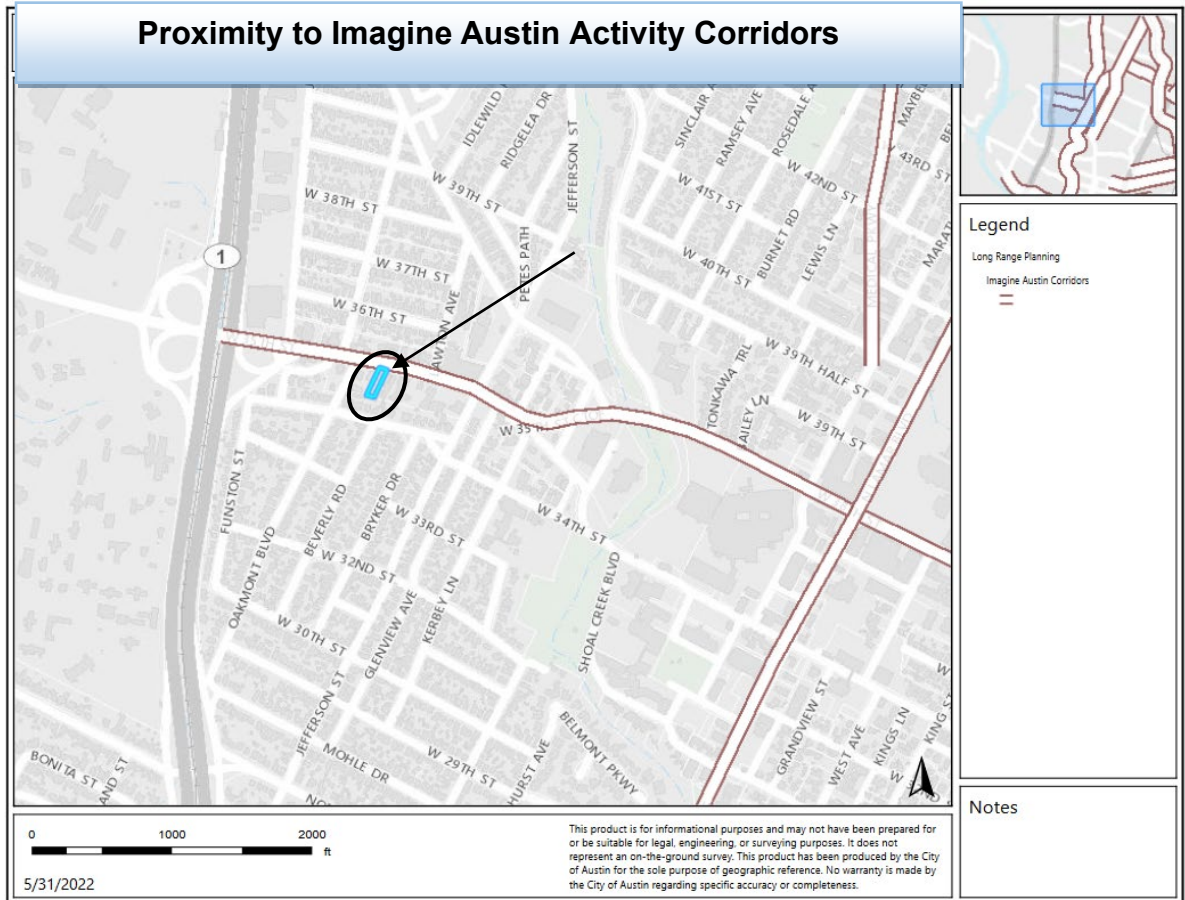 Proximity to Imagine Austin Activity Corridors
IDLEWILD
RIDGELEA DR
JEFFERSON ST
SINCLAIR
RAMSEY AVE
ROSEDALE
43RD ST
W 42ND ST
W 41ST ST
W 39TH ST
W 38TH ST
BURNET RD
LEWIS LN
MARAT
PETES PATH
W 40TH ST
W 37TH ST
1
W 36TH ST
AWTON AVE
TONKAWA TRL
W 39TH HALF ST
AILEY LN
W 39TH ST
W 35
FUNSTON ST
BEVERLY RD
BRYKER DR
W 33RD ST
W 34TH ST
OAKMONT BLVD
W 32ND ST
GLENVIEW AVE
KERBEY LN
SHOAL CREEK BLVD
W 30TH ST
JEFFERSON ST
GRANDVIEW ST
WEST AVE
KINGS LN
KING S
W
MOHLE DR
W 29TH ST
HURST AVE
BELMONT PKWY
BONITA ST
AND ST
Legend
Long Range Planning
Imagine Austin Corridors
Notes
0 1000 2000
ft
5/31/2022
This product is for informational purposes and may not have been prepared for
or be suitable for legal, engineering, or surveying purposes. It does not
represent an on-the-ground survey. This product has been produced by the City
of Austin for the sole purpose of geographic reference. No warranty is made by
the City of Austin regarding specific accuracy or completeness.